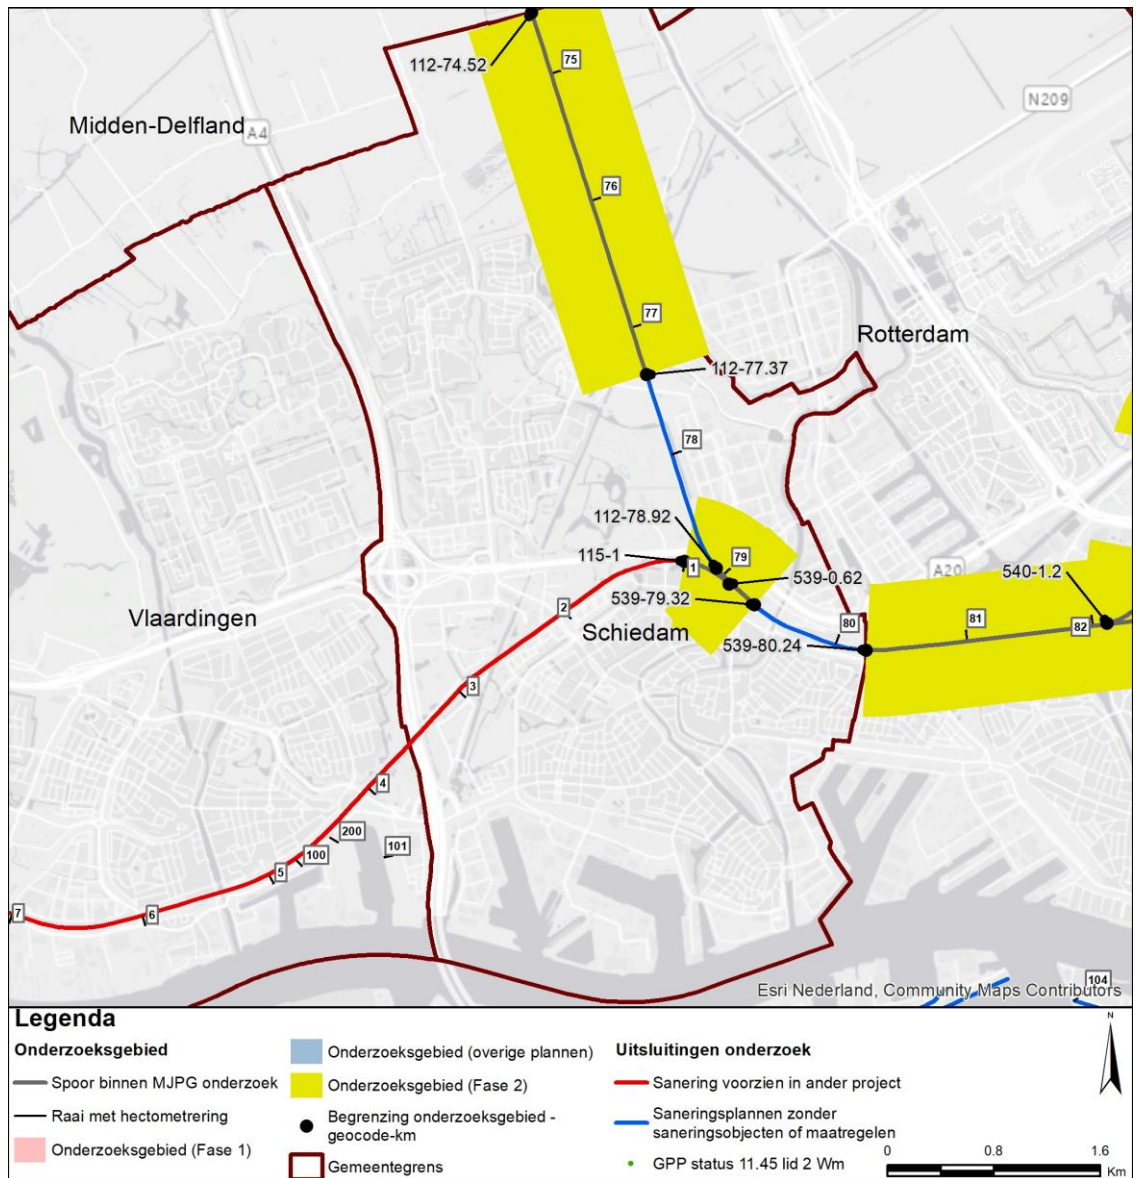 75
112-74.52
N209
Midden-Delfland
A4
76
77
Rotterdam
112-77.37
78
112-78.92
79
115-1
1
539-0.62
A20
540-1.2
539-79.32
2
Vlaardingen
Schiedam
80
81
82
539-80.24
3
4
200
101
100
5
7
6
104
Esri Nederland, Community Maps Contributors
Legenda
Onderzoeksgebied
Spoor binnen MJPG onderzoek
Raai met hectometrering
Onderzoeksgebied (Fase 1)
Onderzoeksgebied (overige plannen)
Onderzoeksgebied (Fase 2)
Begrenzing onderzoeksgebied -
geocode-km
Gemeentegrens
Uitsluitingen onderzoek
Sanering voorzien in ander project
Saneringsplannen zonder
saneringsobjecten of maatregelen
GPP status 11.45 lid 2 Wm
N
0 0.8 1.6
Km